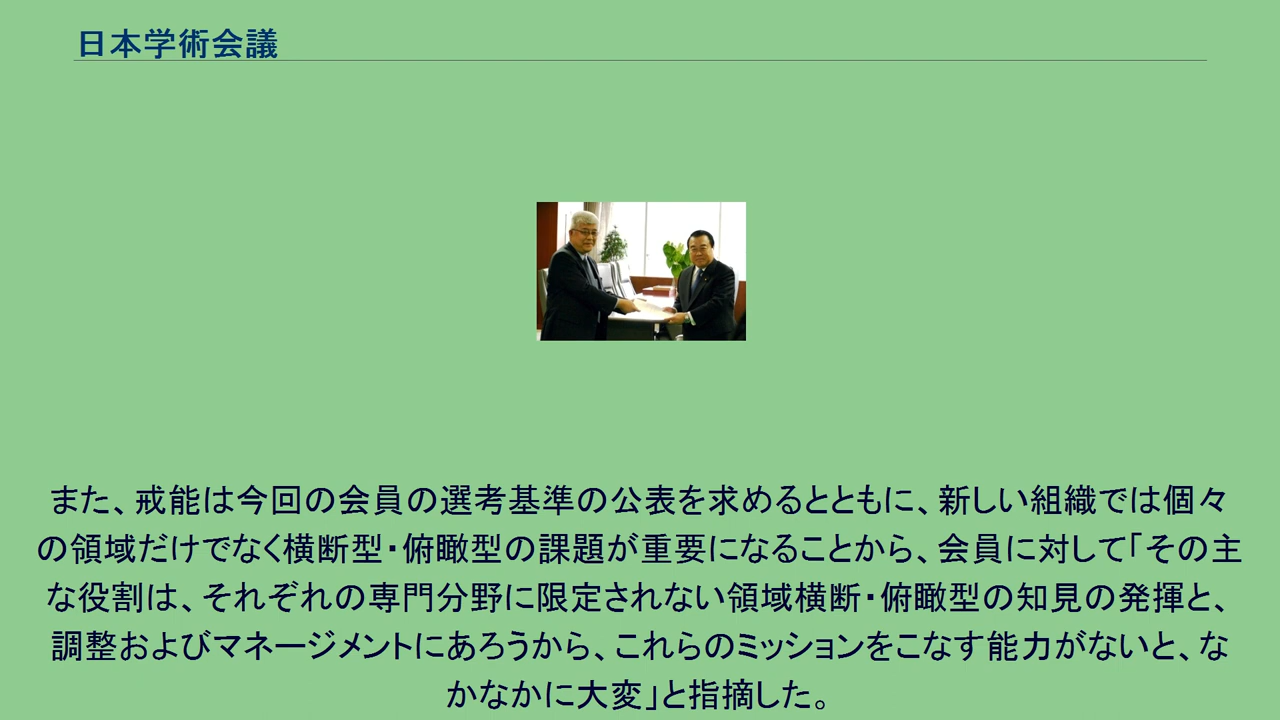 日本学術会議
また、戒能は今回の会員の選考基準の公表を求めるとともに、新しい組織では個々
の領域だけでなく横断型・俯瞰型の課題が重要になることから、会員に対して「その主
な役割は、それぞれの専門分野に限定されない領域横断・俯瞰型の知見の発揮と、
調整およびマネージメントにあろうから、これらのミッションをこなす能力がないと、な
かなかに大変」と指摘した。